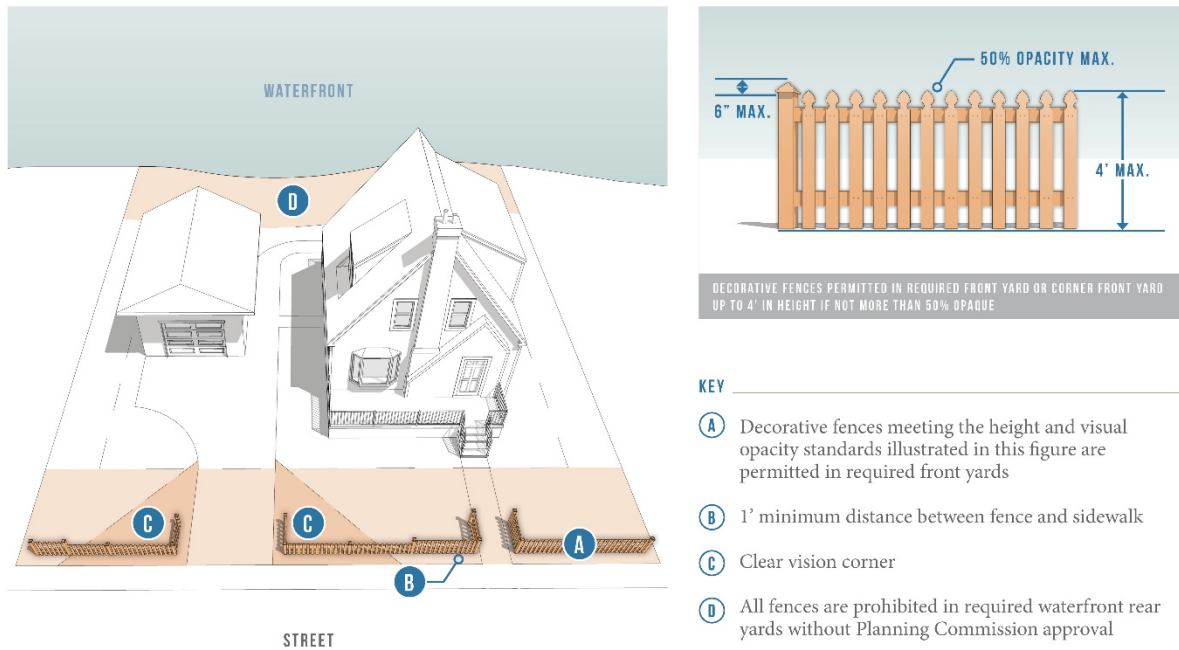 WATERFRONT
D
C
C
A
B
STREET
50% OPACITY MAX.
6" MAX.
4' MAX.
DECORATIVE FENCES PERMITTED IN REQUIRED FRONT YARD OR CORNER FRONT YARD
UP TO 4' IN HEIGHT IF NOT MORE THAN 50% OPAQUE
KEY
A Decorative fences meeting the height and visual
opacity standards illustrated in this figure are
permitted in required front yards
B 1' minimum distance between fence and sidewalk
C Clear vision corner
D All fences are prohibited in required waterfront rear
yards without Planning Commission approval